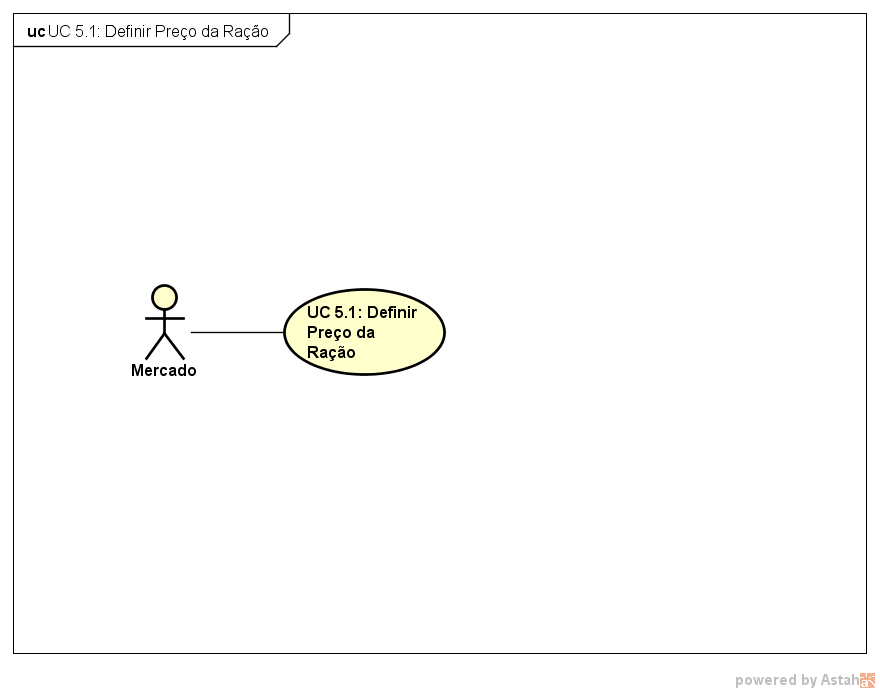 uc UC 5.1: Definir Preço da Ração
UC 5.1: Definir
Preço da
Ração
Mercado
powered by Astah